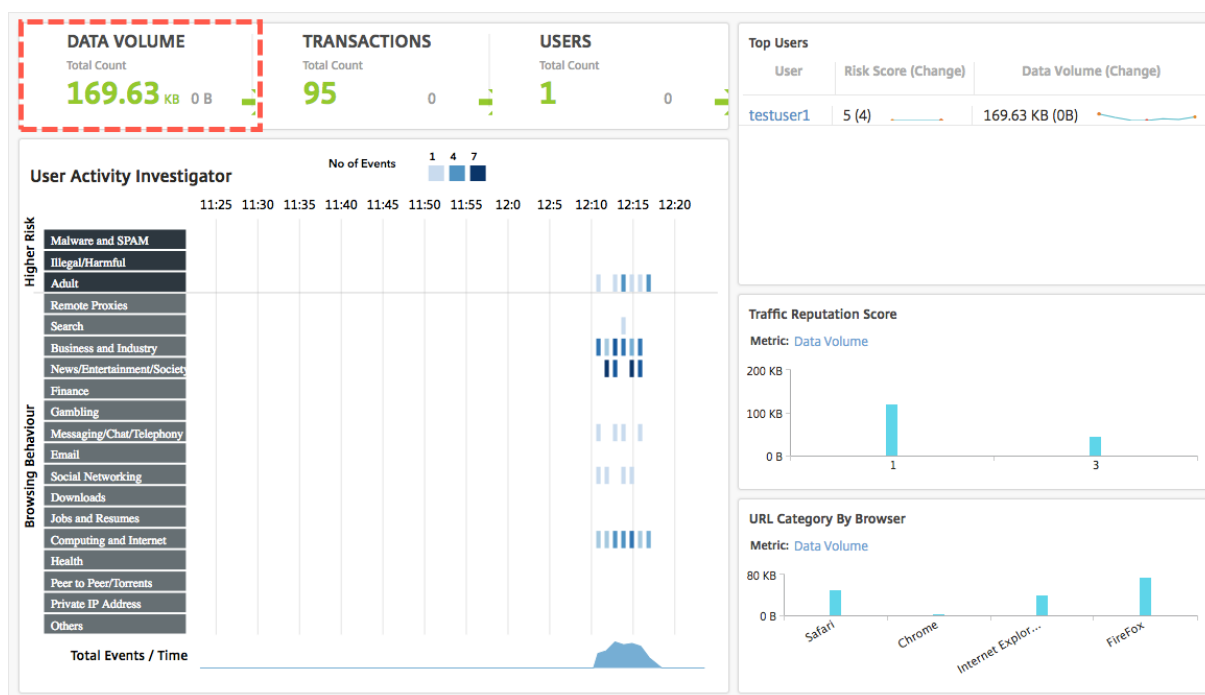 DATA VOLUME
Total Count
169.63 KB 0 B
TRANSACTIONS
Total Count
95 0
USERS
Total Count
1 0
User Activity Investigator
No of Events
1 4 7
11:25 11:30 11:35 11:40 11:45 11:50 11:55 12:0 12:5 12:10 12:15 12:20
Higher Risk
Malware and SPAM
Illegal/Harmful
Adult
Browsing Behaviour
Remote Proxies
Search
Business and Industry
News/Entertainment/Society
Finance
Gambling
Messaging/Chat/Telephony
Email
Social Networking
Downloads
Jobs and Resumes
Computing and Internet
Health
Peer to Peer/Torrents
Private IP Address
Others
Total Events / Time
Top Users
User Risk Score (Change) Data Volume (Change)
testuser1 5 (4) 169.63 KB (0B)
Traffic Reputation Score
Metric: Data Volume
200 KB
100 KB
0 B
1 3
URL Category By Browser
Metric: Data Volume
80 KB
0 B
Safari Chrome Internet Explor... FireFox